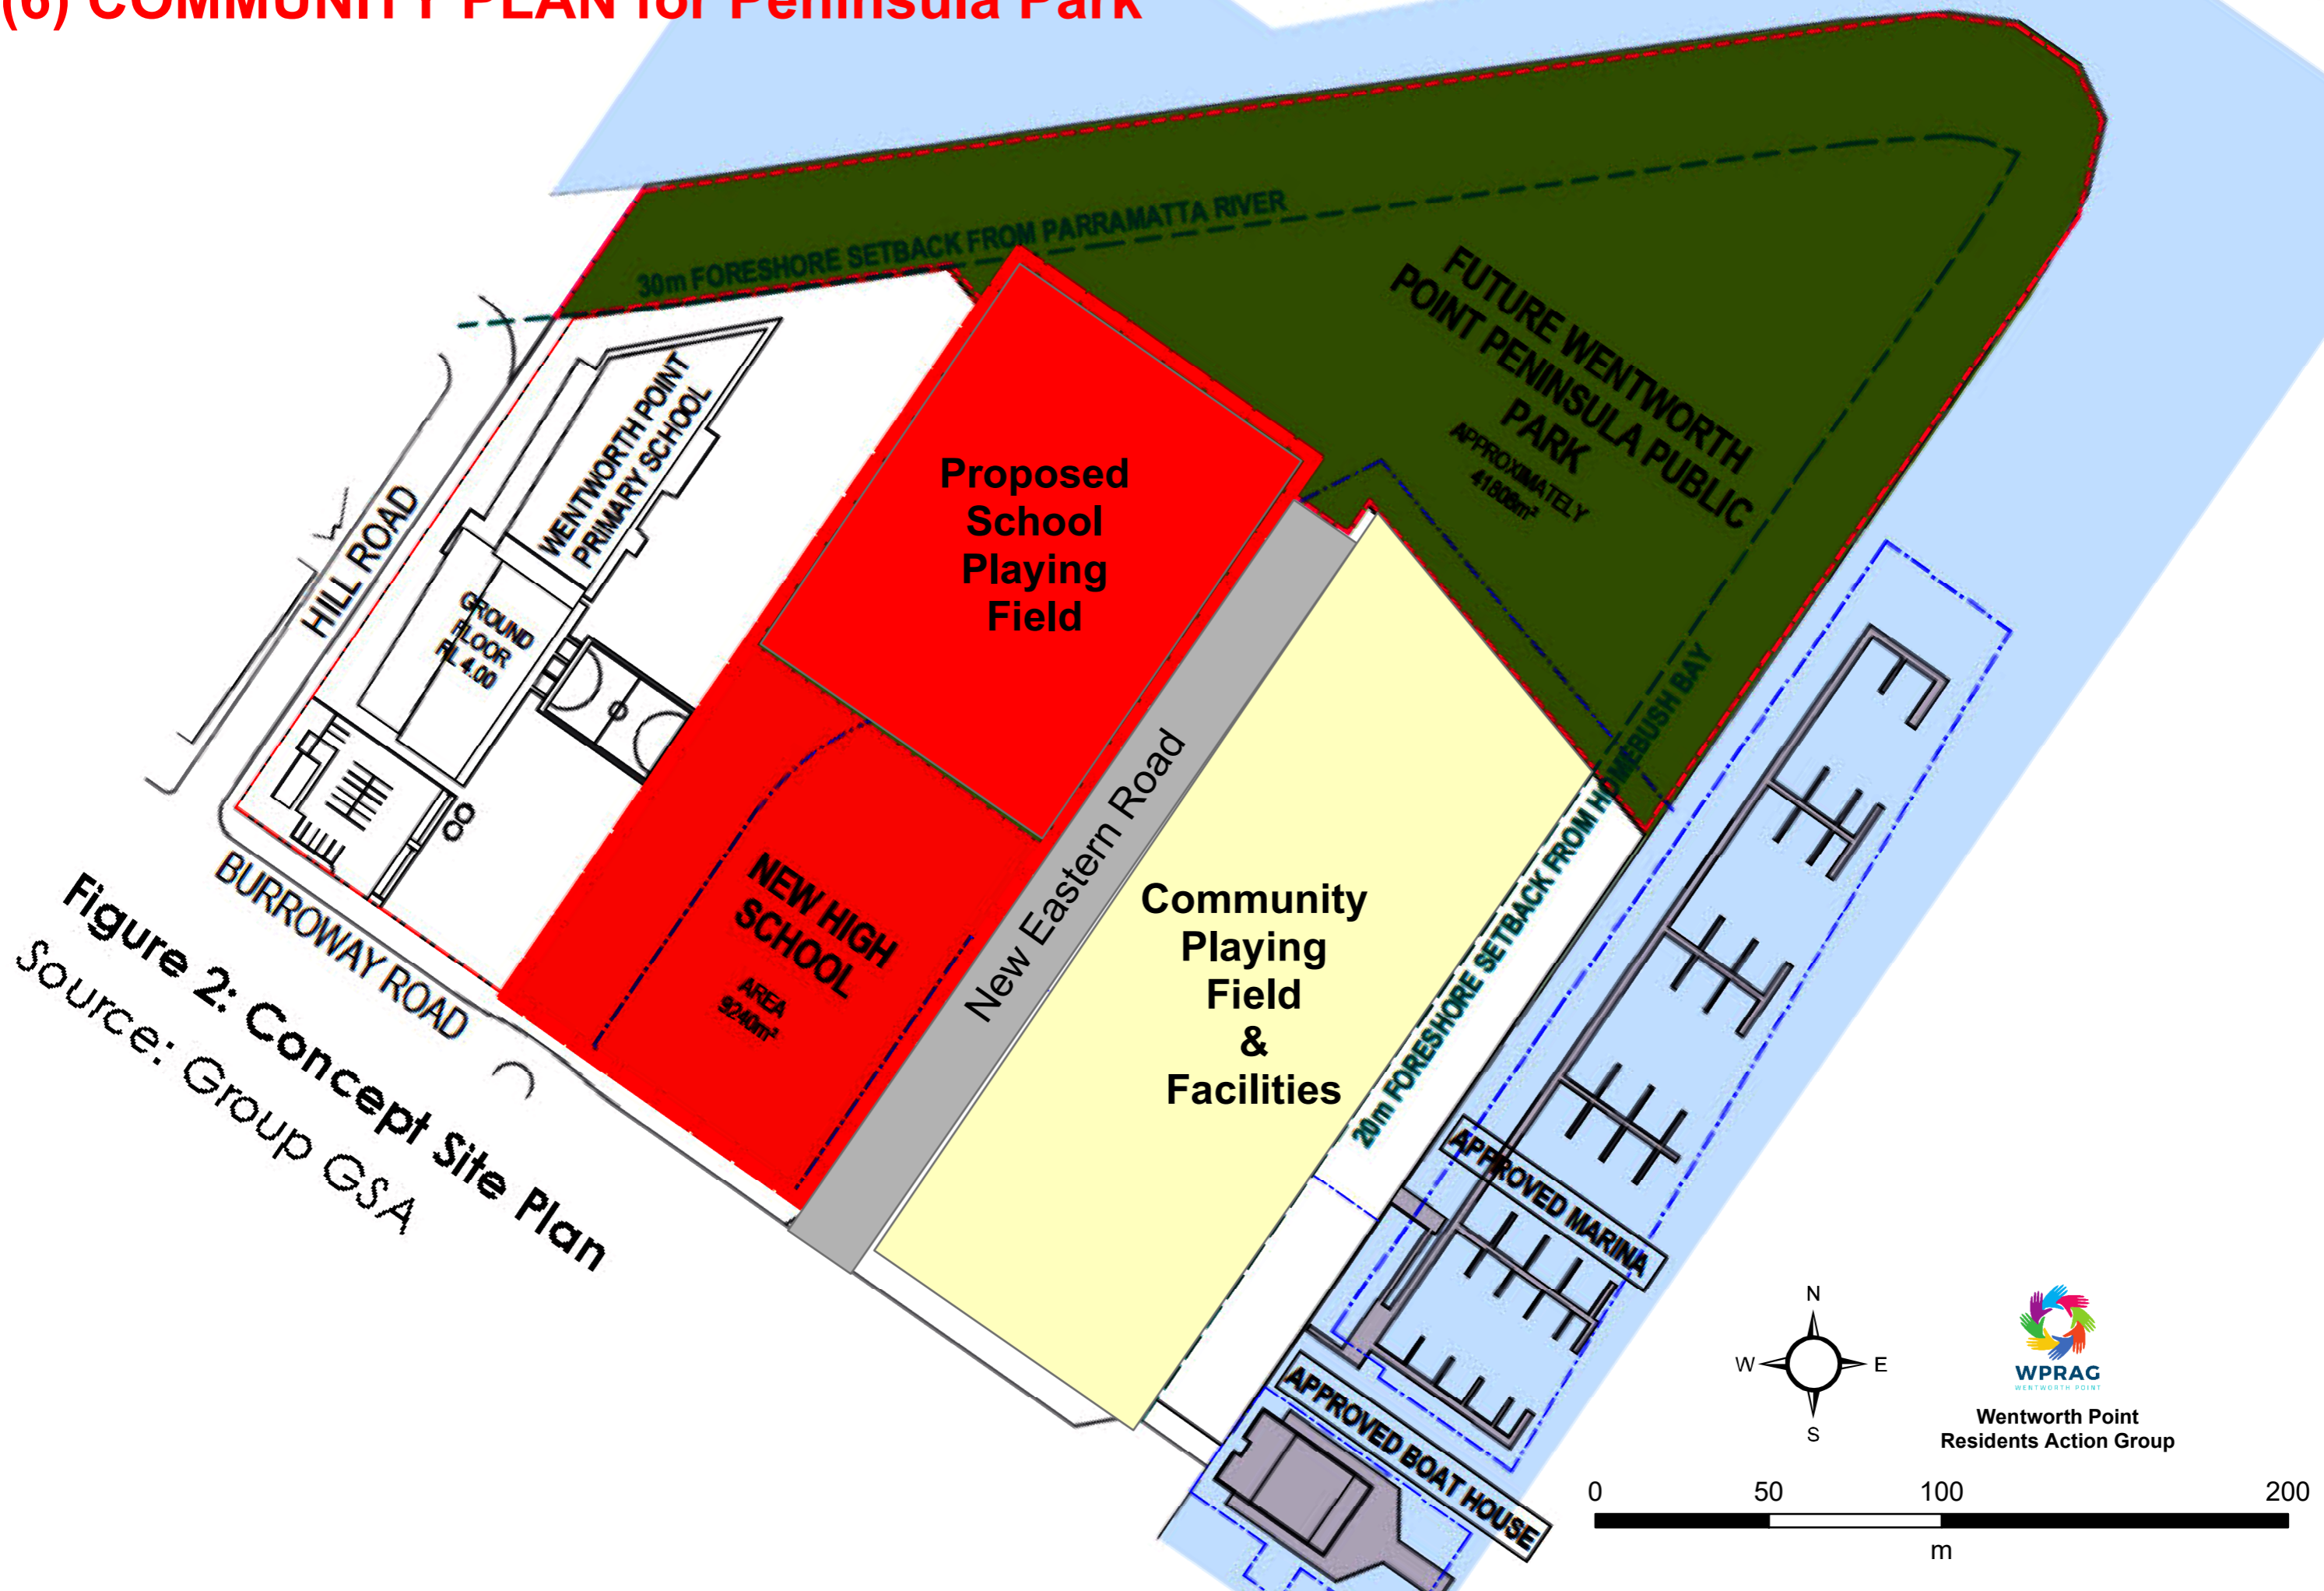 (6) COMMUNITY PLAN for Peninsula Park
30m FORESHORE SETBACK FROM PARRAMATTA RIVER
FUTURE WENTWORTH
POINT PENINSULA PUBLIC
PARK
APPROXIMATELY
41808m²
WENTWORTH POINT
PRIMARY SCHOOL
HILL ROAD
GROUND
FLOOR
RL 4.00
Proposed
School
Playing
Field
NEW HIGH
SCHOOL
AREA
9240m²
New Eastern Road
Community
Playing
Field
&
Facilities
20m FORESHORE SETBACK FROM HOMEBUSH BAY
BURROWAY ROAD
Figure 2: Concept Site Plan
Source: Group GSA
APPROVED MARINA
APPROVED BOAT HOUSE
N
W E
S
WPRAG
WENTWORTH POINT
Wentworth Point
Residents Action Group
0 50 100 200
m